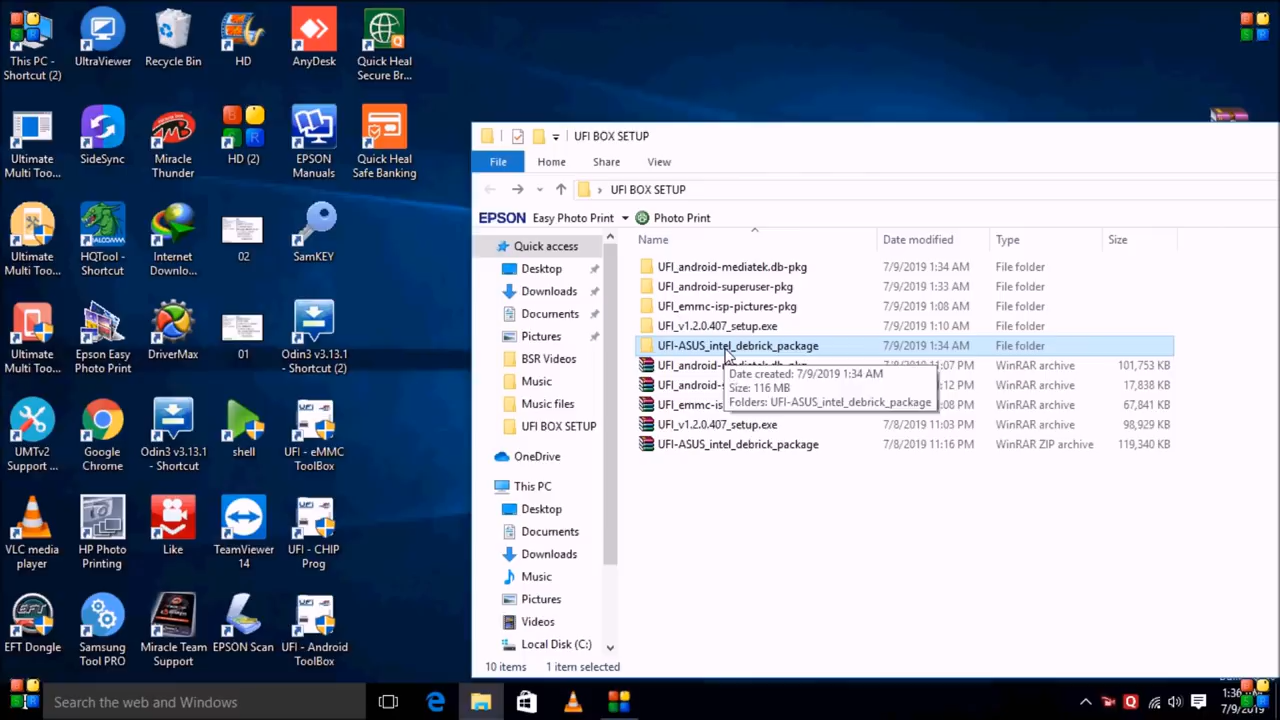 This PC - Shortcut (2)
UltraViewer
Recycle Bin
HD
AnyDesk
Quick Heal Secure Br...
Ultimate Multi Too...
SideSync
Miracle Thunder
HD (2)
EPSON Manuals
Quick Heal Safe Banking
Ultimate Multi Too...
HQTool - Shortcut
Internet Downlo...
02
SamKEY
Ultimate Multi Too...
Epson Easy Photo Print
DriverMax
01
Odin3 v3.13.1 - Shortcut (2)
UMTv2 Support ...
Google Chrome
Odin3 v3.13.1 - Shortcut
shell
UFI - eMMC ToolBox
VLC media player
HP Photo Printing
Like
TeamViewer 14
UFI - CHIP Prog
EFT Dongle
Samsung Tool PRO
Miracle Team Support
EPSON Scan
UFI - Android ToolBox
UFI BOX SETUP
File Home Share View
UFI BOX SETUP
EPSON Easy Photo Print Photo Print
Name Date modified Type Size
Quick access
Desktop
Downloads
Documents
Pictures
BSR Videos
Music
Music files
UFI BOX SETUP
OneDrive
This PC
Desktop
Documents
Downloads
Music
Pictures
Videos
Local Disk (C:)
UFI_android-mediatek.db-pkg 7/9/2019 1:34 AM File folder
UFI_android-superuser-pkg 7/9/2019 1:33 AM File folder
UFI_emmc-isp-pictures-pkg 7/9/2019 1:08 AM File folder
UFI_v1.2.0.407_setup.exe 7/9/2019 1:10 AM File folder
UFI-ASUS_intel_debrick_package 7/9/2019 1:34 AM File folder
UFI_android-mediatek.db-pkg 11:07 PM WinRAR archive 101,753 KB
UFI_android-s :12 PM WinRAR archive 17,838 KB
UFI_emmc-is :08 PM WinRAR archive 67,841 KB
UFI_v1.2.0.407_setup.exe 7/8/2019 11:03 PM WinRAR archive 98,929 KB
UFI-ASUS_intel_debrick_package 7/8/2019 11:16 PM WinRAR ZIP archive 119,340 KB
Date created: 7/9/2019 1:34 AM
Size: 116 MB
Folders: UFI-ASUS_intel_debrick_package
10 items 1 item selected
Search the web and Windows
7/9/2019